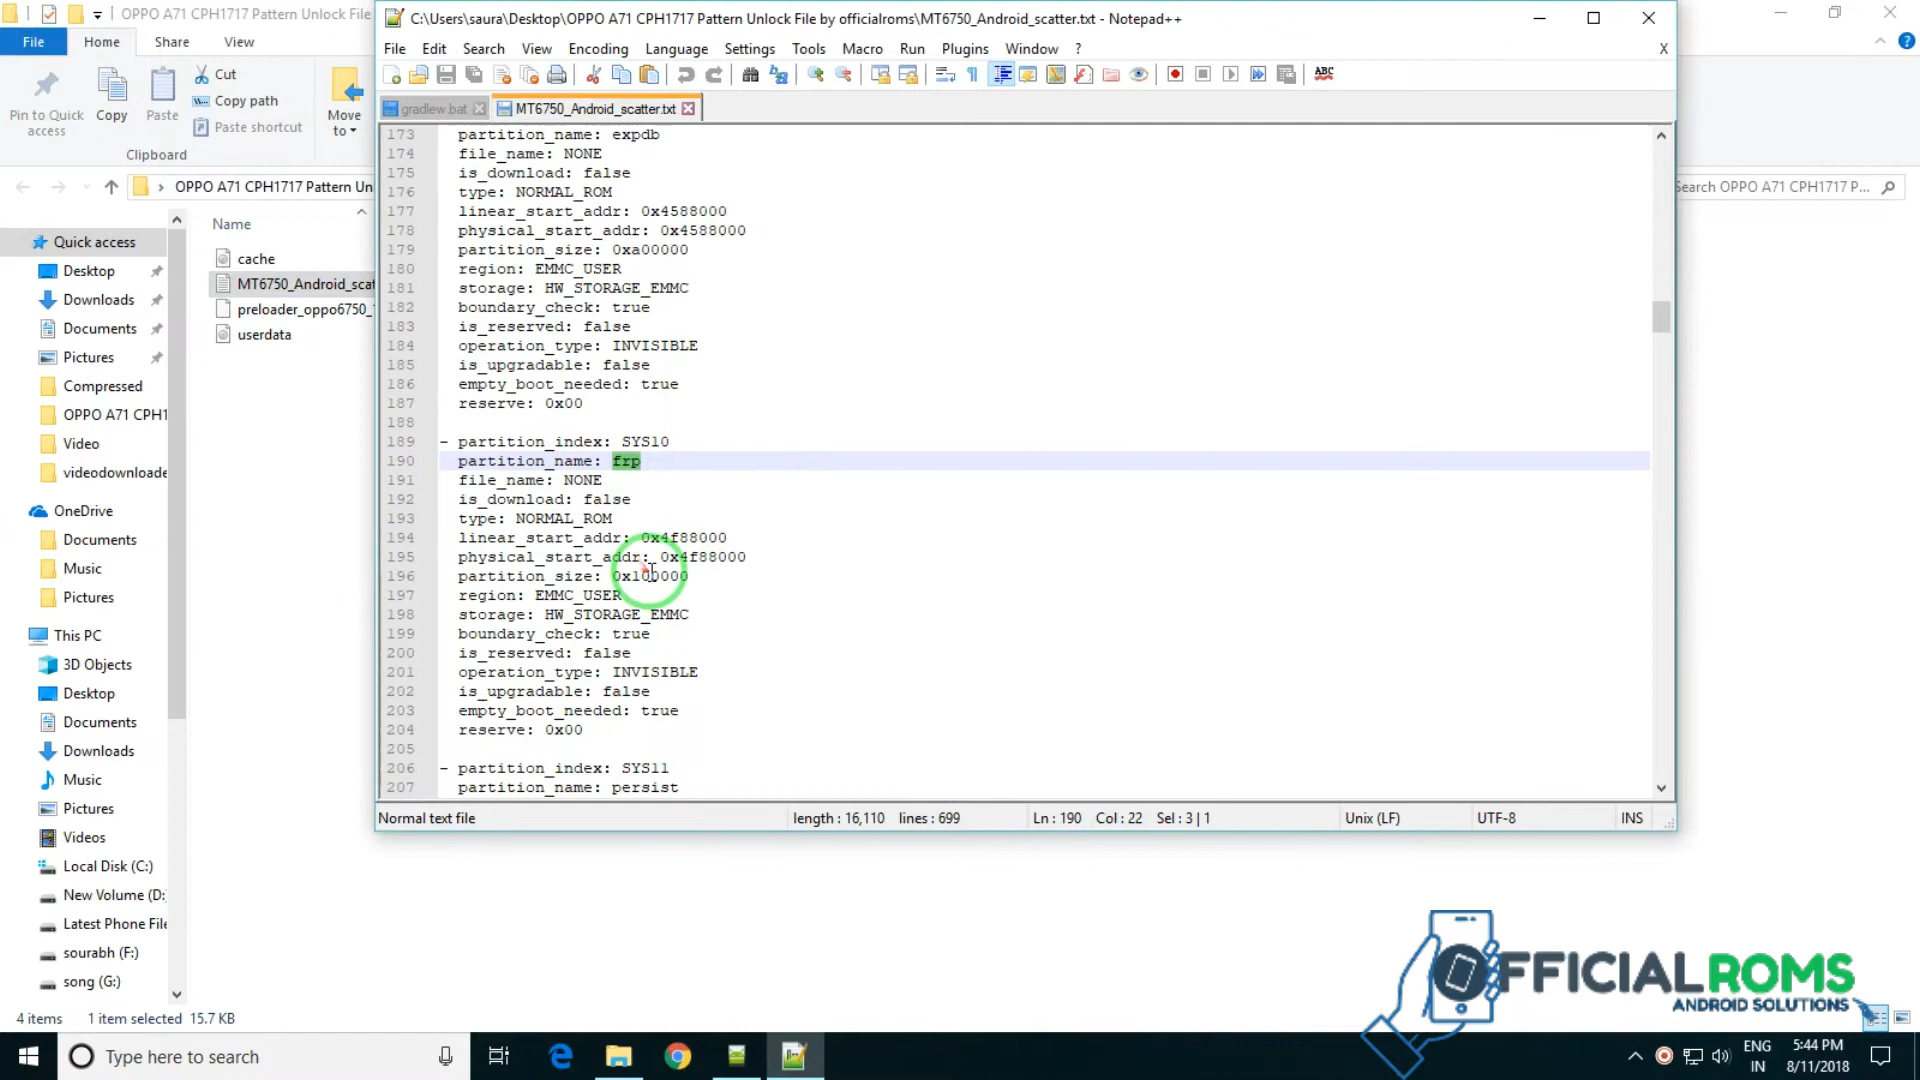 OPPO A71 CPH1717 Pattern Unlock File
File
Home
Share
View
Pin to Quick access
Copy
Paste
Cut
Copy path
Paste shortcut
Move to
Clipboard
OPPO A71 CPH1717 Pattern Un
Search OPPO A71 CPH1717 P...
Quick access
Desktop
Downloads
Documents
Pictures
Compressed
OPPO A71 CPH1
Video
videodownloade
OneDrive
Documents
Music
Pictures
This PC
3D Objects
Desktop
Documents
Downloads
Music
Pictures
Videos
Local Disk (C:)
New Volume (D:
Latest Phone File
sourabh (F:)
song (G:)
Name
cache
MT6750_Android_scat
preloader_oppo6750_
userdata
4 items 1 item selected 15.7 KB
C:\Users\saura\Desktop\OPPO A71 CPH1717 Pattern Unlock File by officialroms\MT6750_Android_scatter.txt - Notepad++
File Edit Search View Encoding Language Settings Tools Macro Run Plugins Window ? X
ABC
gradlew.bat
MT6750_Android_scatter.txt
173 partition_name: expdb
174 file_name: NONE
175 is_download: false
176 type: NORMAL_ROM
177 linear_start_addr: 0x4588000
178 physical_start_addr: 0x4588000
179 partition_size: 0xa00000
180 region: EMMC_USER
181 storage: HW_STORAGE_EMMC
182 boundary_check: true
183 is_reserved: false
184 operation_type: INVISIBLE
185 is_upgradable: false
186 empty_boot_needed: true
187 reserve: 0x00
188
189 - partition_index: SYS10
190 partition_name: frp
191 file_name: NONE
192 is_download: false
193 type: NORMAL_ROM
194 linear_start_addr: 0x4f88000
195 physical_start_addr: 0x4f88000
196 partition_size: 0x100000
197 region: EMMC_USER
198 storage: HW_STORAGE_EMMC
199 boundary_check: true
200 is_reserved: false
201 operation_type: INVISIBLE
202 is_upgradable: false
203 empty_boot_needed: true
204 reserve: 0x00
205
206 - partition_index: SYS11
207 partition_name: persist
Normal text file length : 16,110 lines : 699 Ln : 190 Col : 22 Sel : 3 | 1 Unix (LF) UTF-8 INS
OFFICIALROMS
ANDROID SOLUTIONS
Type here to search
ENG
IN
5:44 PM
8/11/2018